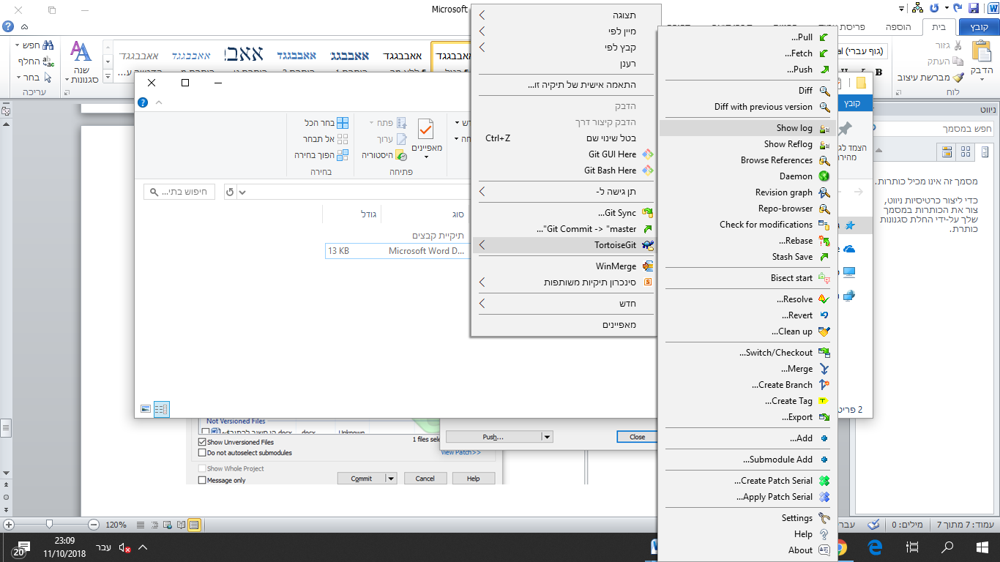 Microsoft
קובץ
בית
הוספה
פריסת
חפש
החלף
בחר
עריכה
שנה
סגנונות
אאבבגגד
אאבבגגד
אאבבגגד
אאבבגגד
אאבבגגד
(גוף עברי)
גזור
העתק
מברשת עיצוב
הדבק
לוח
ניווט
חפש במסמך
מסמך זה אינו מכיל כותרות.
כדי ליצור כרטיסיות ניווט,
צור את הכותרות במסמך
שלך על-ידי החלת סגנונות
כותרת.
קובץ
בחר הכל
אל תבחר
הפוך בחירה
בחירה
פתח
ערוך
היסטוריה
מאפיינים
פתיחה
חיפוש בתי...
סוג
גודל
תיקיית קבצים
Microsoft Word D...
13 KB
תצוגה
מיין לפי
קבץ לפי
רענן
התאמה אישית של תיקיה זו...
הדבק
הדבק קיצור דרך
בטל שינוי שם Ctrl+Z
Git GUI Here
Git Bash Here
תן גישה ל-
...Git Sync
..."Git Commit -> "master
TortoiseGit
WinMerge
סינכרון תיקיות משותפות
חדש
מאפיינים
...Pull
...Fetch
...Push
Diff
Diff with previous version
Show log
Show Reflog
Browse References
Daemon
Revision graph
Repo-browser
Check for modifications
...Rebase
Stash Save
Bisect start
...Resolve
...Revert
...Clean up
...Switch/Checkout
...Merge
...Create Branch
...Create Tag
...Export
...Add
...Submodule Add
...Create Patch Serial
...Apply Patch Serial
Settings
Help
About
Not Versioned Files
.docx Unknown
Show Unversioned Files
1 files
Do not autoselect submodules
View Patch>>
Show Whole Project
Message only
Commit
Cancel
Help
Push...
Close
עמוד: 7 מתוך 7
מילים: 0
120%
23:09
11/10/2018
עבר
20